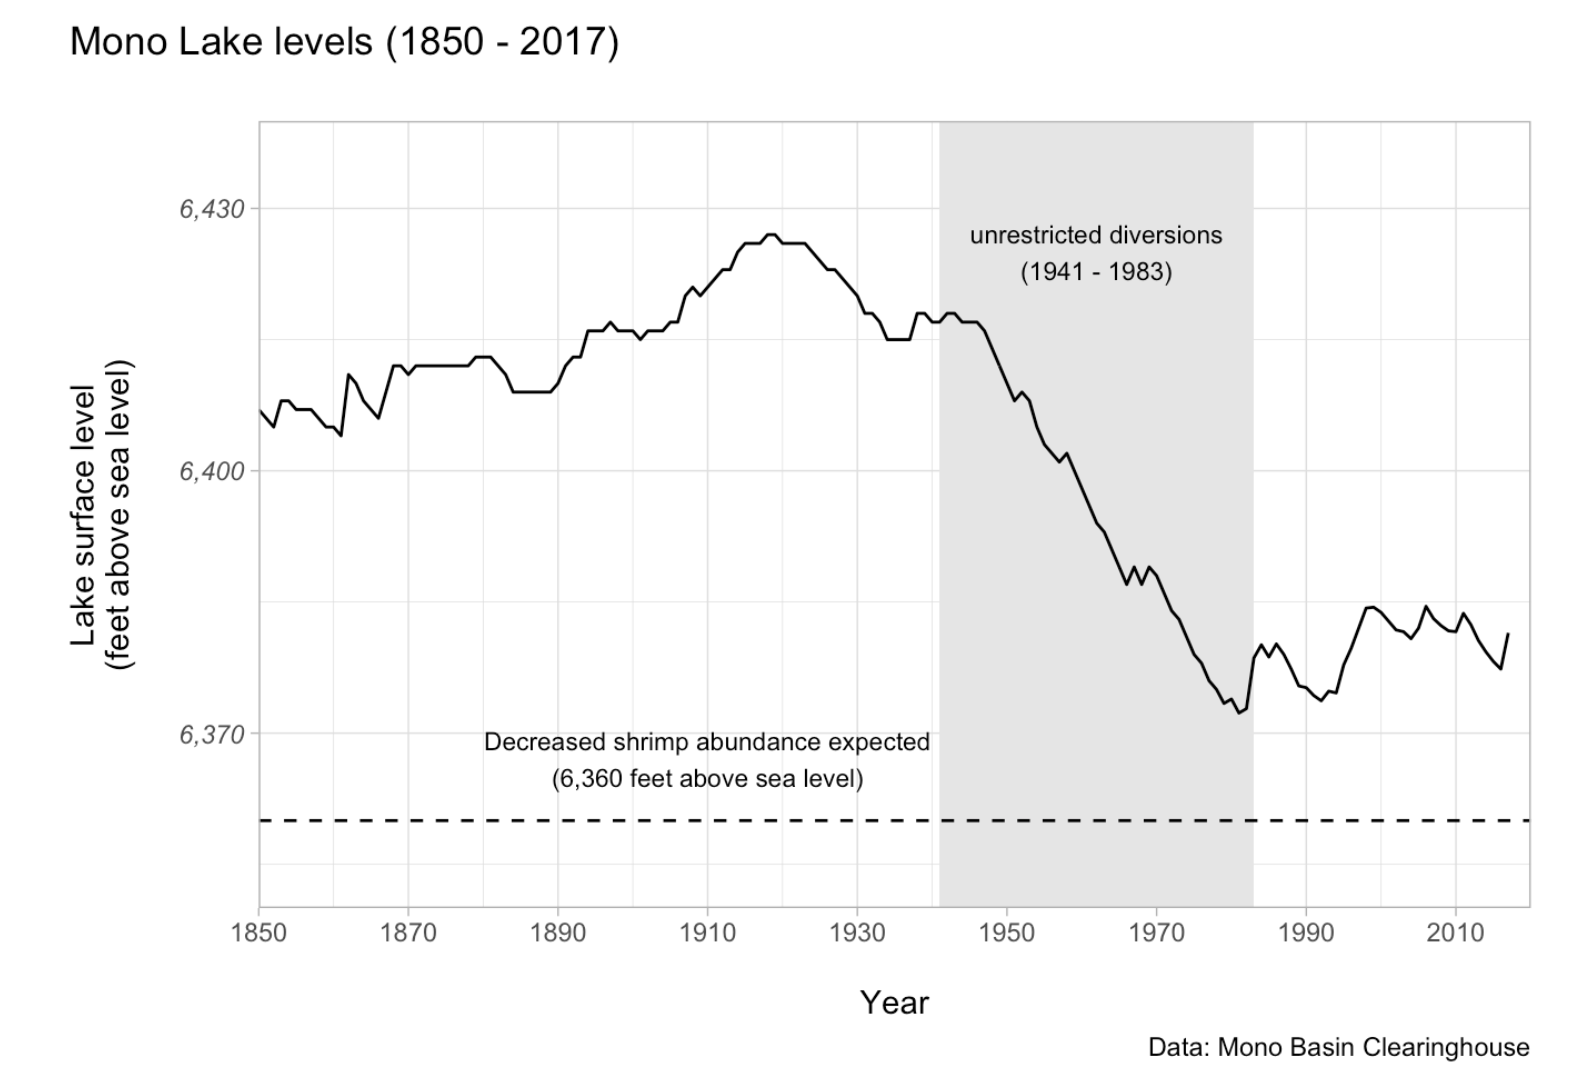 Mono Lake levels (1850 - 2017)
Lake surface level
(feet above sea level)
6,430
6,400
6,370
unrestricted diversions
(1941 - 1983)
Decreased shrimp abundance expected
(6,360 feet above sea level)
1850 1870 1890 1910 1930 1950 1970 1990 2010
Year
Data: Mono Basin Clearinghouse